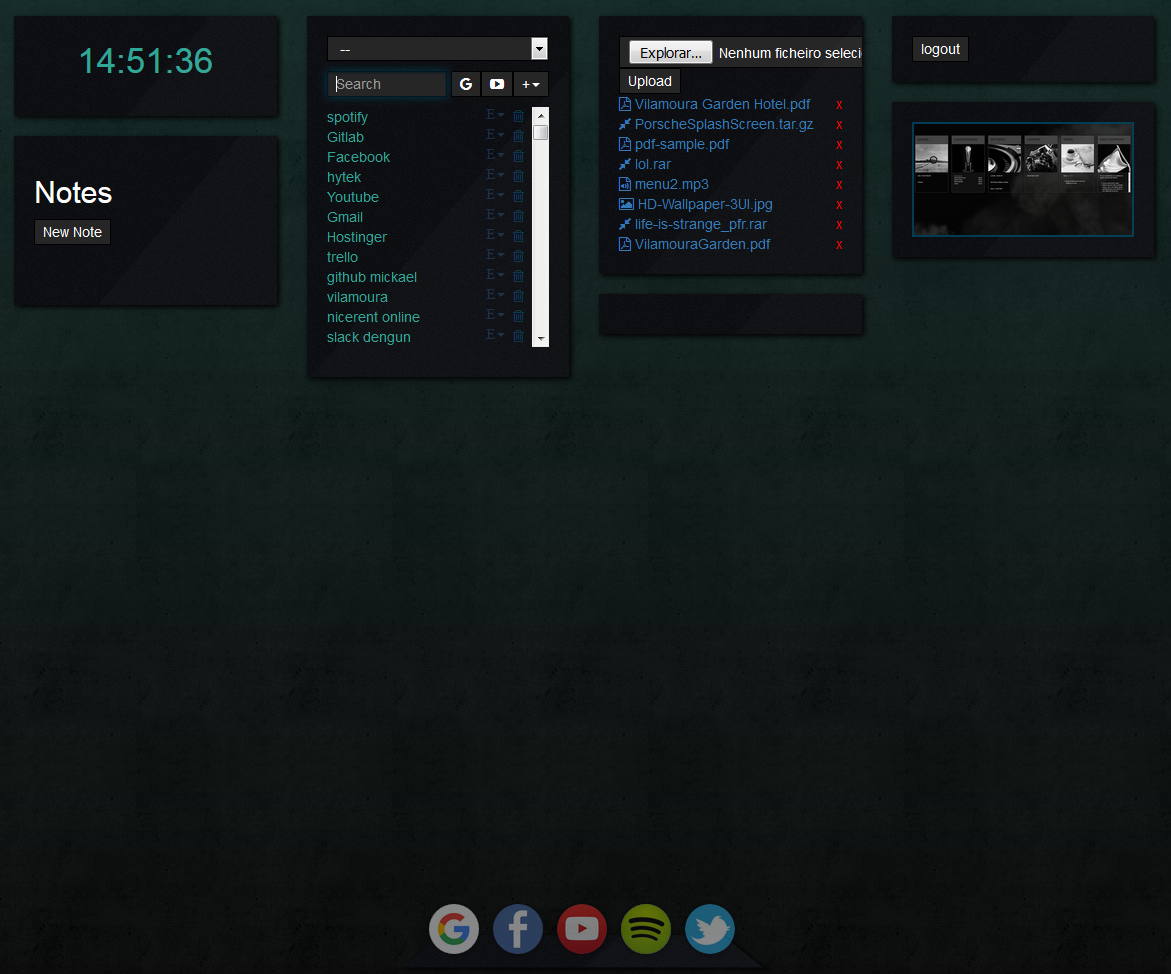 14:51:36
Notes
New Note
--
Search
+
spotify
E
Gitlab
E
Facebook
E
hytek
E
Youtube
E
Gmail
E
Hostinger
E
trello
E
github mickael
E
vilamoura
E
nicerent online
E
slack dengun
E
Explorar... Nenhum ficheiro seleci
Upload
Vilamoura Garden Hotel.pdf x
PorscheSplashScreen.tar.gz x
pdf-sample.pdf x
lol.rar x
menu2.mp3 x
HD-Wallpaper-3UI.jpg x
life-is-strange_pfr.rar x
VilamouraGarden.pdf x
logout